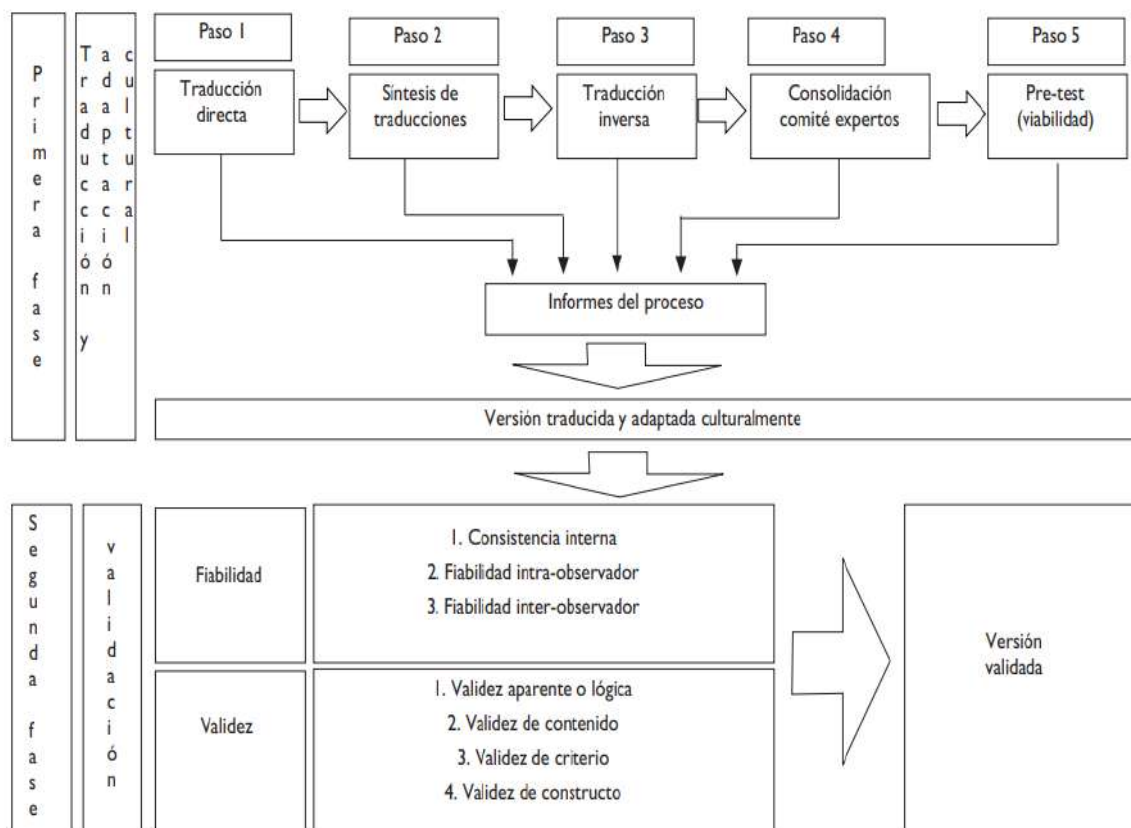 Primera fase
Traducción y
adaptación
cultural
Paso 1
Paso 2
Paso 3
Paso 4
Paso 5
Traducción
directa
Síntesis de
traducciones
Traducción
inversa
Consolidación
comité expertos
Pre-test
(viabilidad)
Informes del proceso
Versión traducida y adaptada culturalmente
Segunda fase
validación
Fiabilidad
1. Consistencia interna
2. Fiabilidad intra-observador
3. Fiabilidad inter-observador
Validez
1. Validez aparente o lógica
2. Validez de contenido
3. Validez de criterio
4. Validez de constructo
Versión
validada